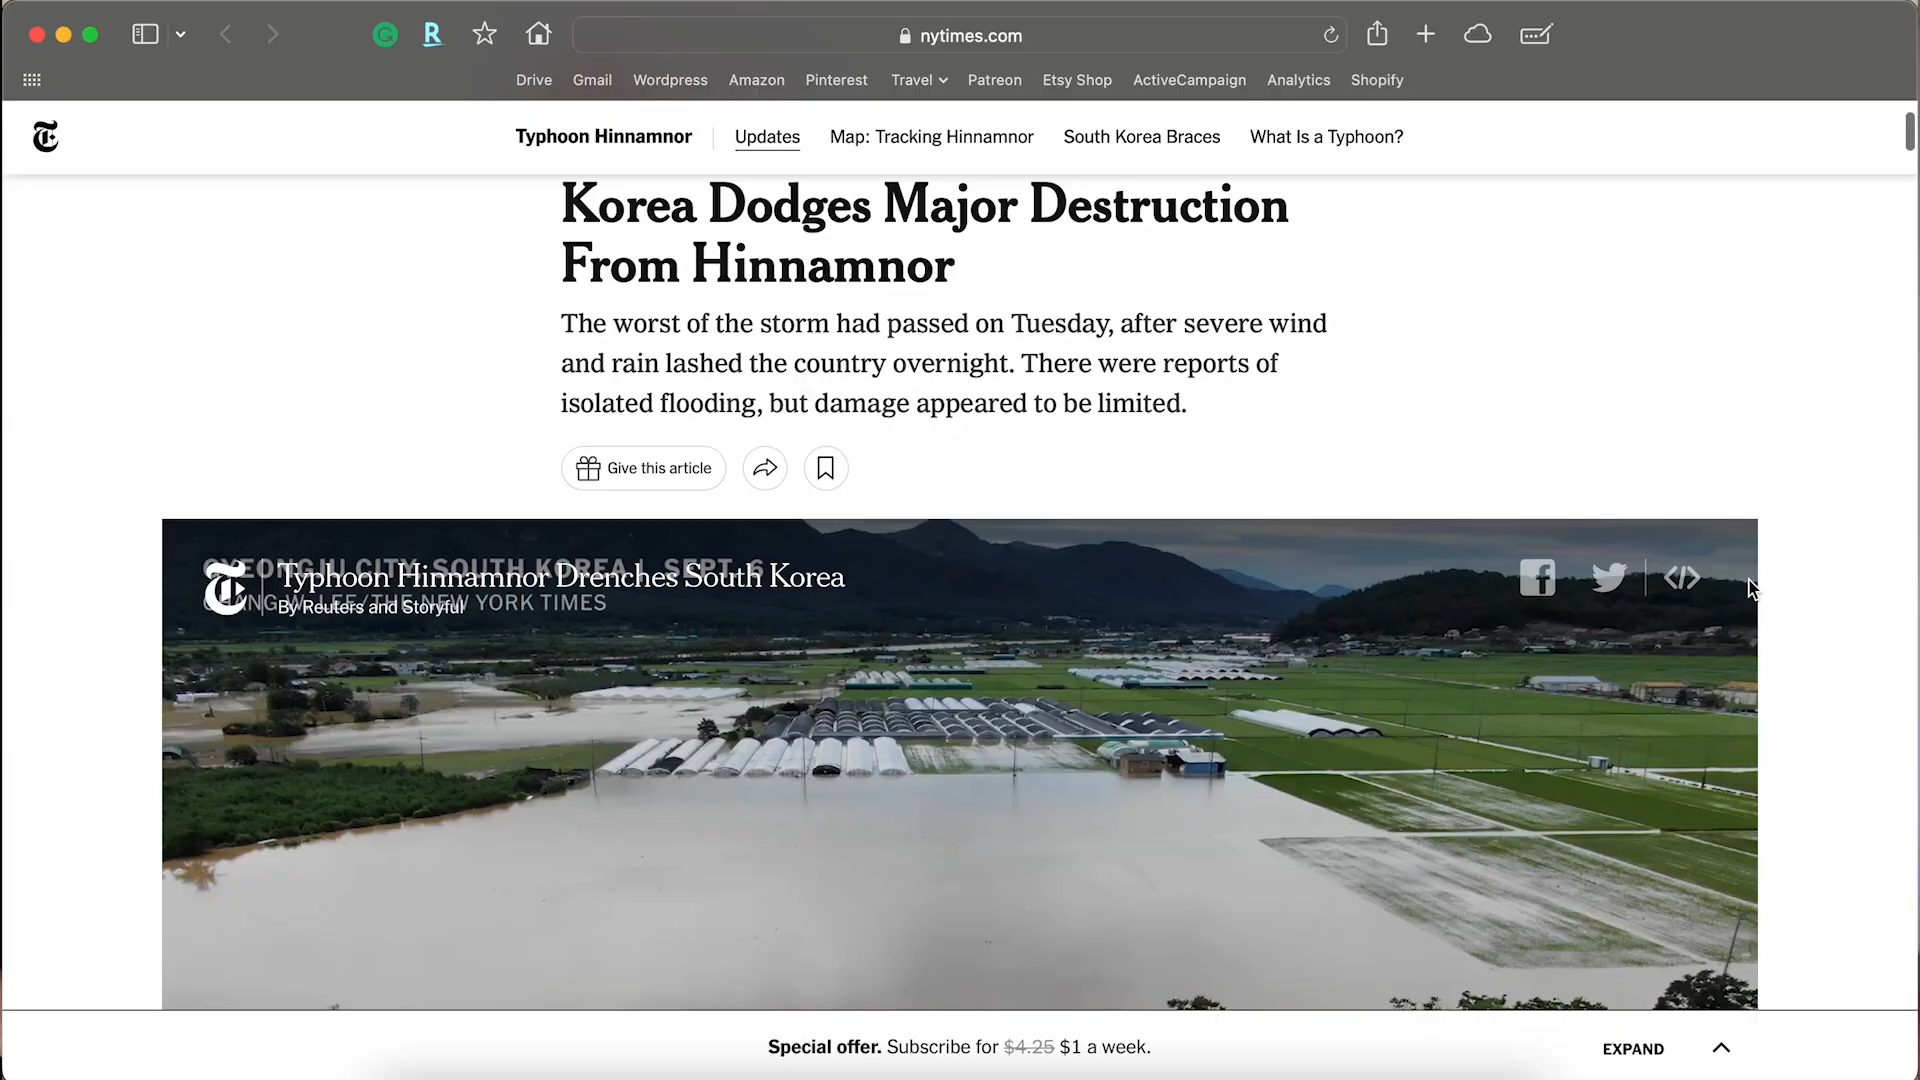 nytimes.com
Drive Gmail Wordpress Amazon Pinterest Travel Patreon Etsy Shop ActiveCampaign Analytics Shopify
Typhoon Hinnamnor Updates Map: Tracking Hinnamnor South Korea Braces What Is a Typhoon?
Korea Dodges Major Destruction
From Hinnamnor
The worst of the storm had passed on Tuesday, after severe wind
and rain lashed the country overnight. There were reports of
isolated flooding, but damage appeared to be limited.
Give this article
GYEONGJU CITY, SOUTH KOREA | SEPT. 6
Typhoon Hinnamnor Drenches South Korea
CHANG W. LEE/THE NEW YORK TIMES
By Reuters and Storyful
Special offer. Subscribe for $4.25 $1 a week.
EXPAND